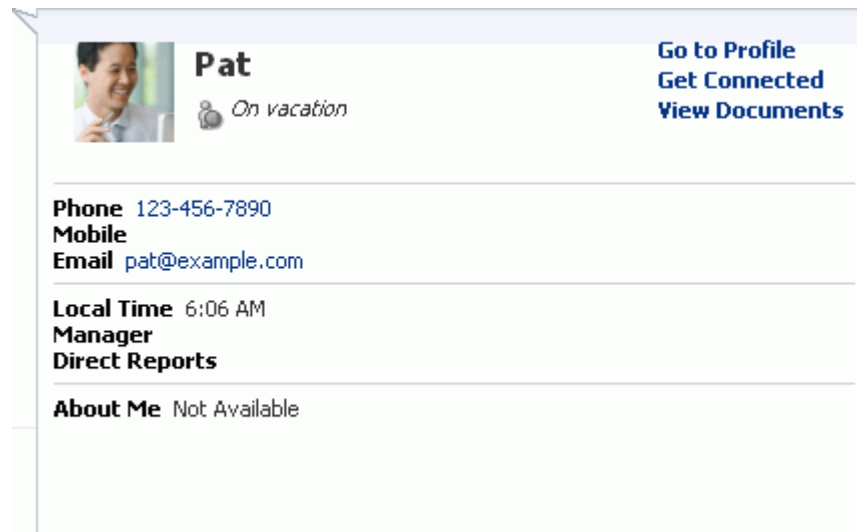 Pat
On vacation
Go to Profile
Get Connected
View Documents
Phone 123-456-7890
Mobile
Email pat@example.com
Local Time 6:06 AM
Manager
Direct Reports
About Me Not Available